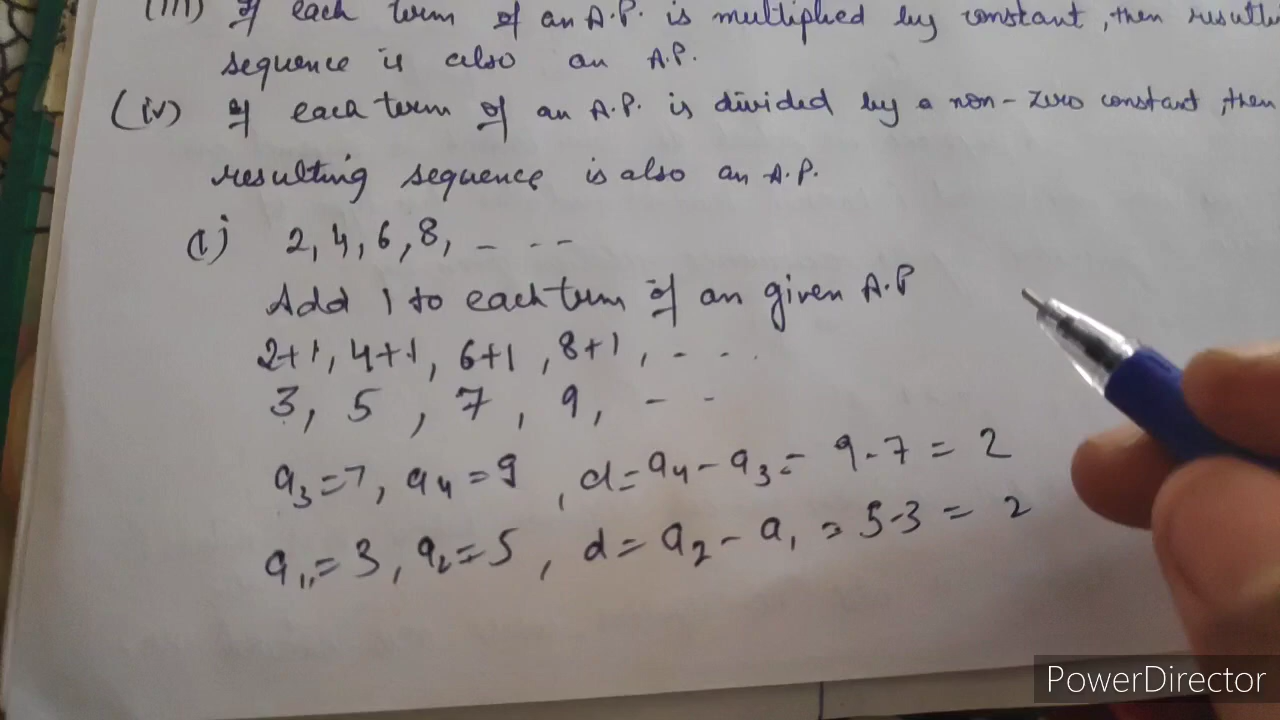 (iii) If each term of an A.P. is multiplied by constant, then resulti
sequence is also an A.P.
(iv) If each term of an A.P. is divided by a non-zero constant, then
resulting sequence is also an A.P.
(i) 2, 4, 6, 8, - - -
Add 1 to each term of an given A.P
2+1, 4+1, 6+1, 8+1, - - .
3, 5, 7, 9, - -
a3=7, a4=9, d=a4-a3= 9-7=2
a1=3, a2=5, d=a2-a1=5-3=2
PowerDirector